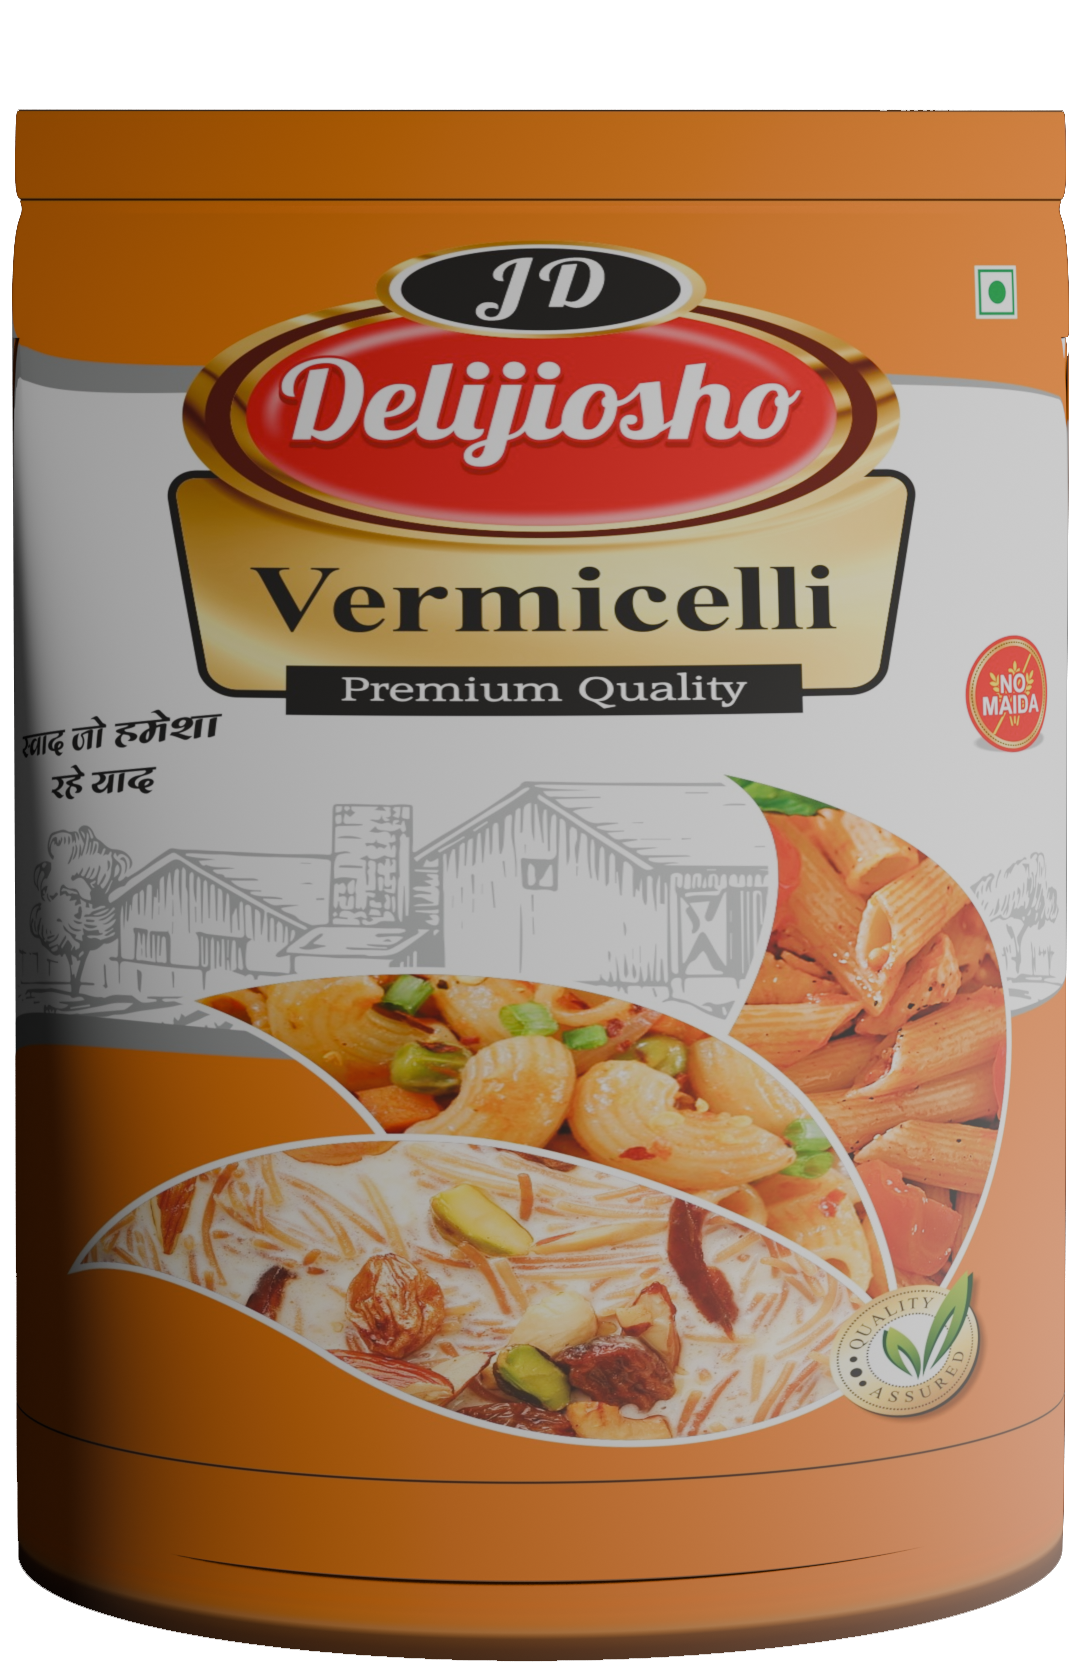 JD
Delijiosho
Vermicelli
Premium Quality
NO
MAIDA
स्वाद जो हमेशा
रहे याद
QUALITY
ASSURED